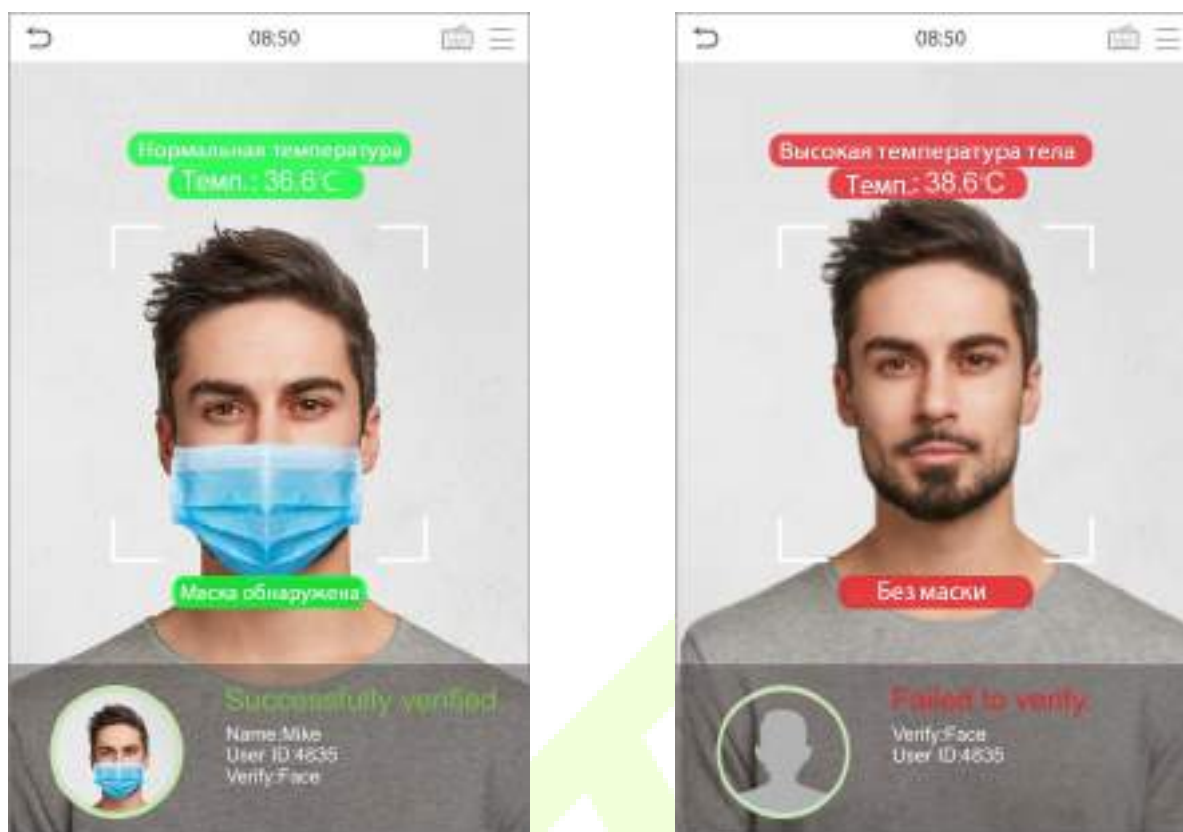 08:50
Нормальная температура
Темп.: 36.6°C
Маска обнаружена
Successfully verified.
Name:Mike
User ID:4835
Verify:Face
08:50
Высокая температура тела
Темп.: 38.6°C
Без маски
Failed to verify.
Verify:Face
User ID:4835